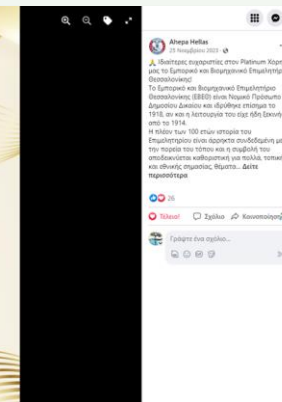 Ahepa Hellas
23 Νοεμβρίου 2023 ·
🙏 Ιδιαίτερες ευχαριστίες στον Platinum Χορη
μας το Εμπορικό και Βιομηχανικό Επιμελητήρ
Θεσσαλονίκης!
Το Εμπορικό και Βιομηχανικό Επιμελητήριο
Θεσσαλονίκης (ΕΒΕΘ) είναι Νομικό Πρόσωπο
Δημοσίου Δικαίου και ιδρύθηκε επίσημα το
1918, αν και η λειτουργία του είχε ήδη ξεκινή
από το 1914.
Η πλέον των 100 ετών ιστορία του
Επιμελητηρίου είναι άρρηκτα συνδεδεμένη με
την πορεία του τόπου και η συμβολή του
αποδεικνύεται καθοριστική για πολλά, τοπική
και εθνικής σημασίας, θέματα... Δείτε
περισσότερα
26
Τέλειο! Σχόλιο Κοινοποίηση
Γράψτε ένα σχόλιο...